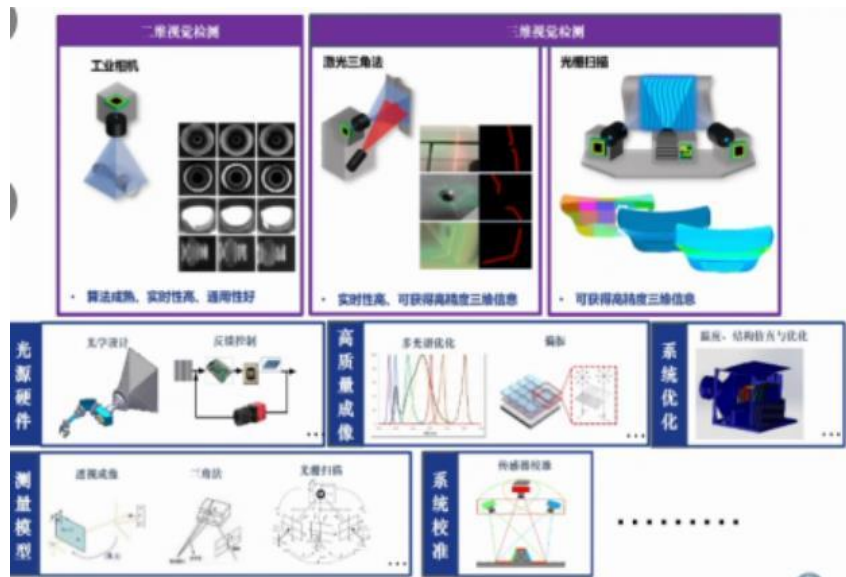 二维视觉检测
三维视觉检测
工业相机
激光三角法
光栅扫描
• 算法成熟、实时性高、通用性好
• 实时性高、可获得高精度三维信息
• 可获得高精度三维信息
光源硬件
光学设计
反馈控制
...
高质量成像
多光谱优化
偏振
...
系统优化
温度、结构仿真与优化
...
测量模型
透视成像
三角法
光栅扫描
...
系统校准
传感器校准
.........